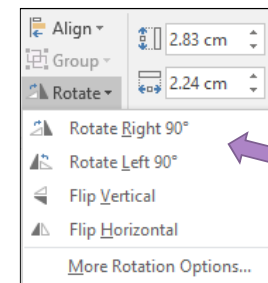 Align
2.83 cm
Group
2.24 cm
Rotate
Rotate Right 90°
Rotate Left 90°
Flip Vertical
Flip Horizontal
More Rotation Options...